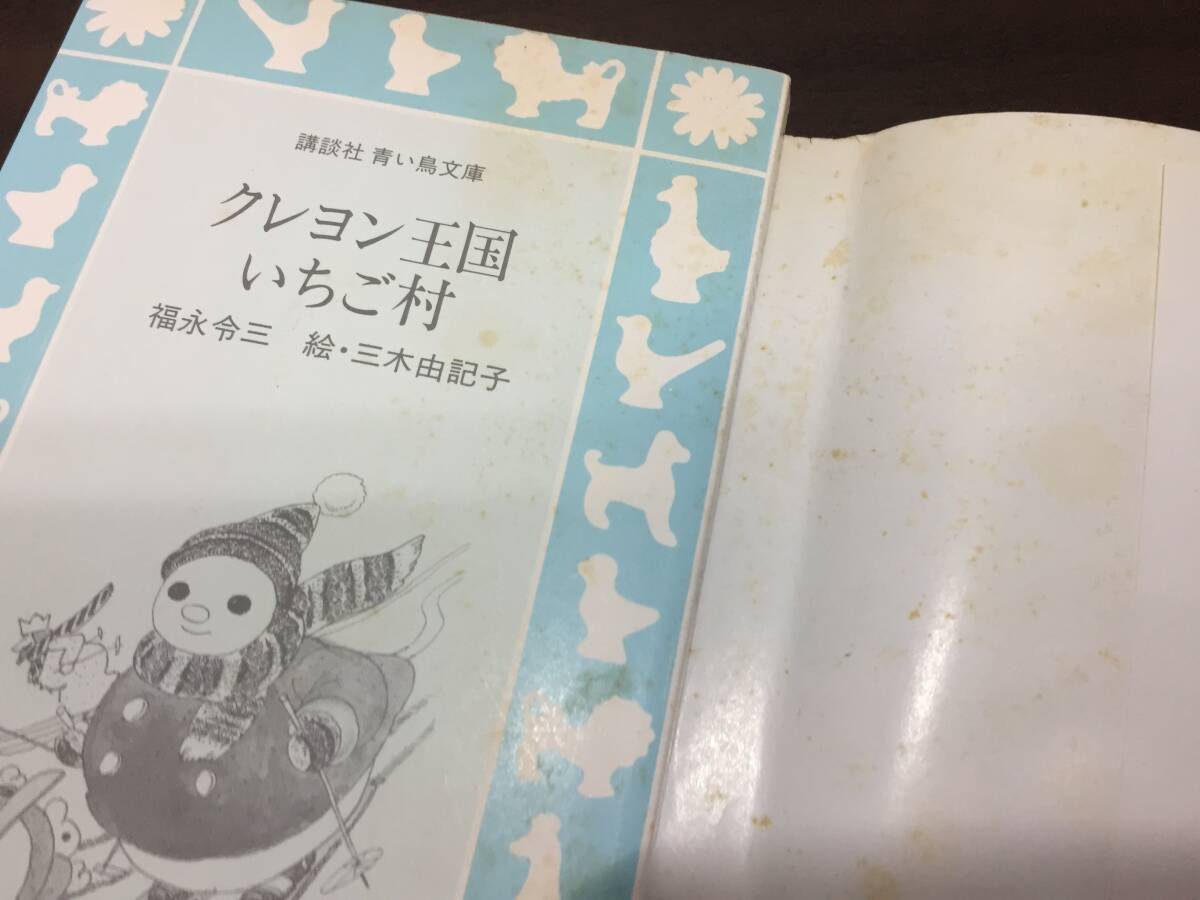 講談社 青い鳥文庫
クレヨン王国
いちご村
福永令三 絵・三木由記子